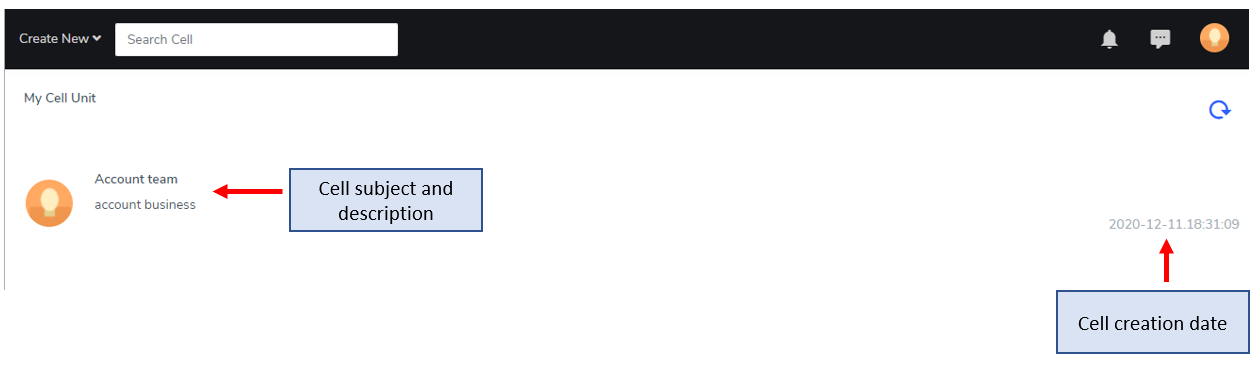 Create New
Search Cell
My Cell Unit
Account team
account business
Cell subject and
description
2020-12-11.18:31:09
Cell creation date